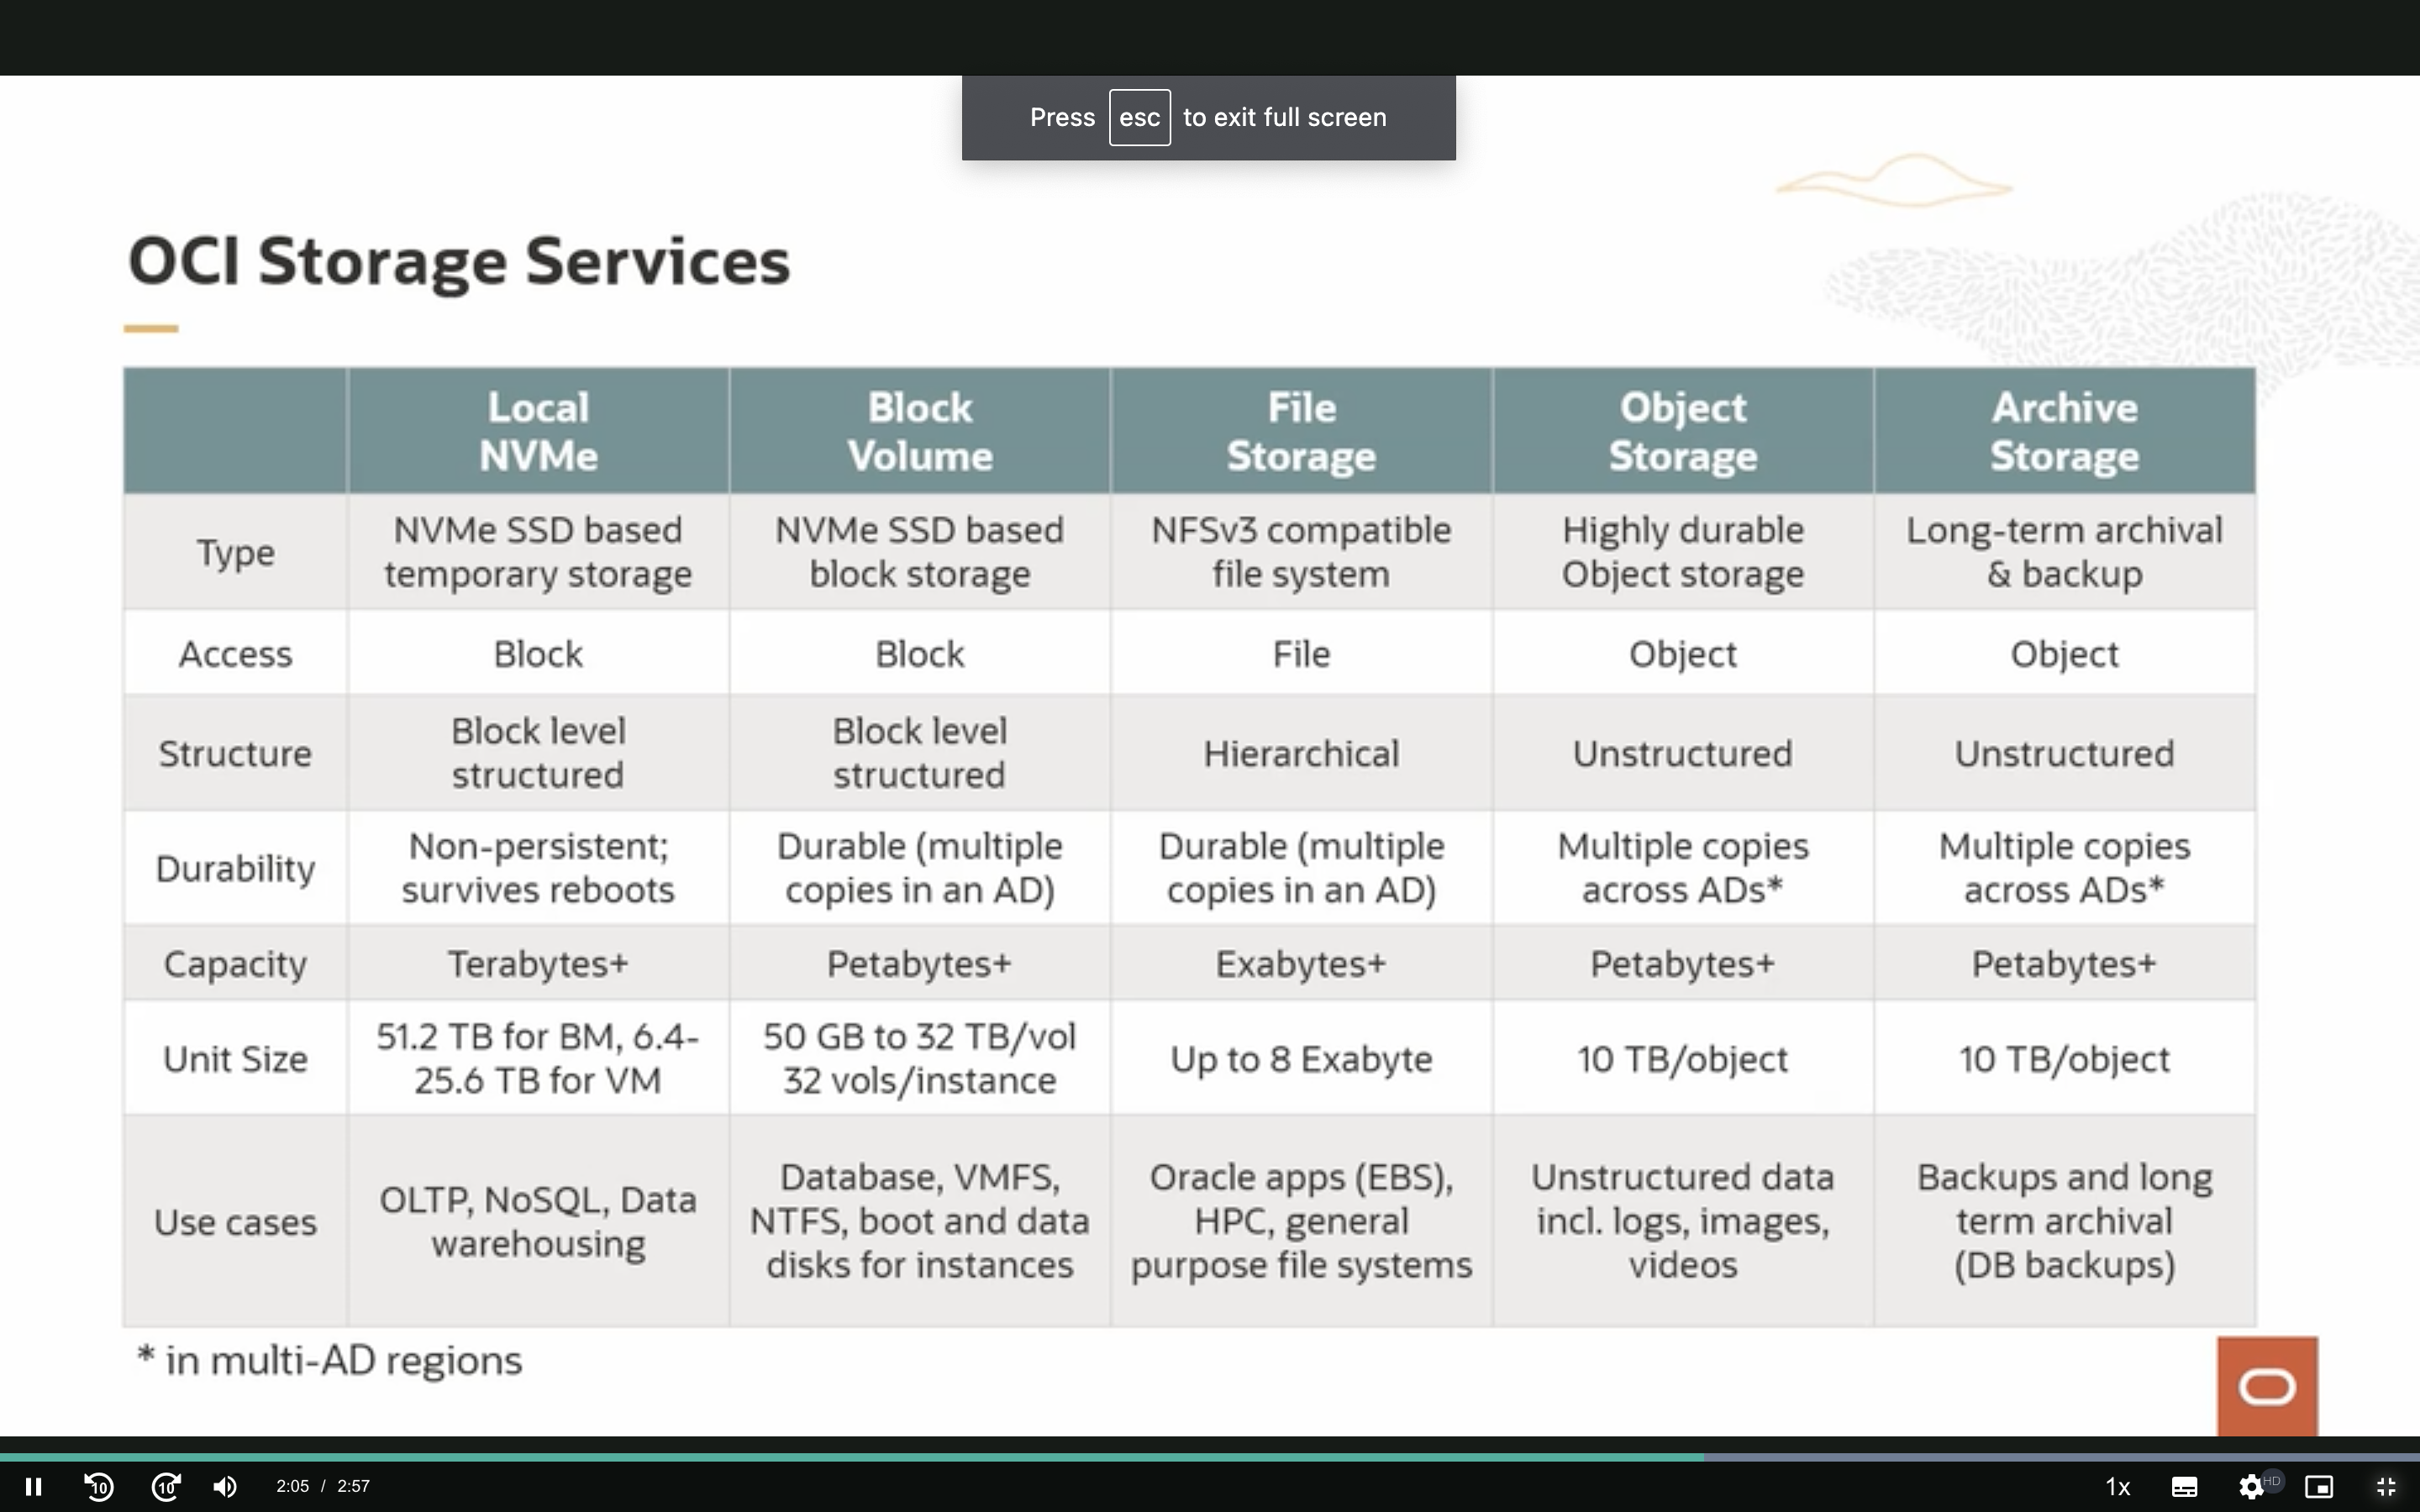 Press esc to exit full screen
OCI Storage Services
Local NVMe
Block Volume
File Storage
Object Storage
Archive Storage
Type
NVMe SSD based
temporary storage
NVMe SSD based
block storage
NFSv3 compatible
file system
Highly durable
Object storage
Long-term archival
& backup
Access
Block
Block
File
Object
Object
Structure
Block level
structured
Block level
structured
Hierarchical
Unstructured
Unstructured
Durability
Non-persistent;
survives reboots
Durable (multiple
copies in an AD)
Durable (multiple
copies in an AD)
Multiple copies
across ADs*
Multiple copies
across ADs*
Capacity
Terabytes+
Petabytes+
Exabytes+
Petabytes+
Petabytes+
Unit Size
51.2 TB for BM, 6.4-
25.6 TB for VM
50 GB to 32 TB/vol
32 vols/instance
Up to 8 Exabyte
10 TB/object
10 TB/object
Use cases
OLTP, NoSQL, Data
warehousing
Database, VMFS,
NTFS, boot and data
disks for instances
Oracle apps (EBS),
HPC, general
purpose file systems
Unstructured data
incl. logs, images,
videos
Backups and long
term archival
(DB backups)
* in multi-AD regions
10
10
2:05 / 2:57
1x
HD